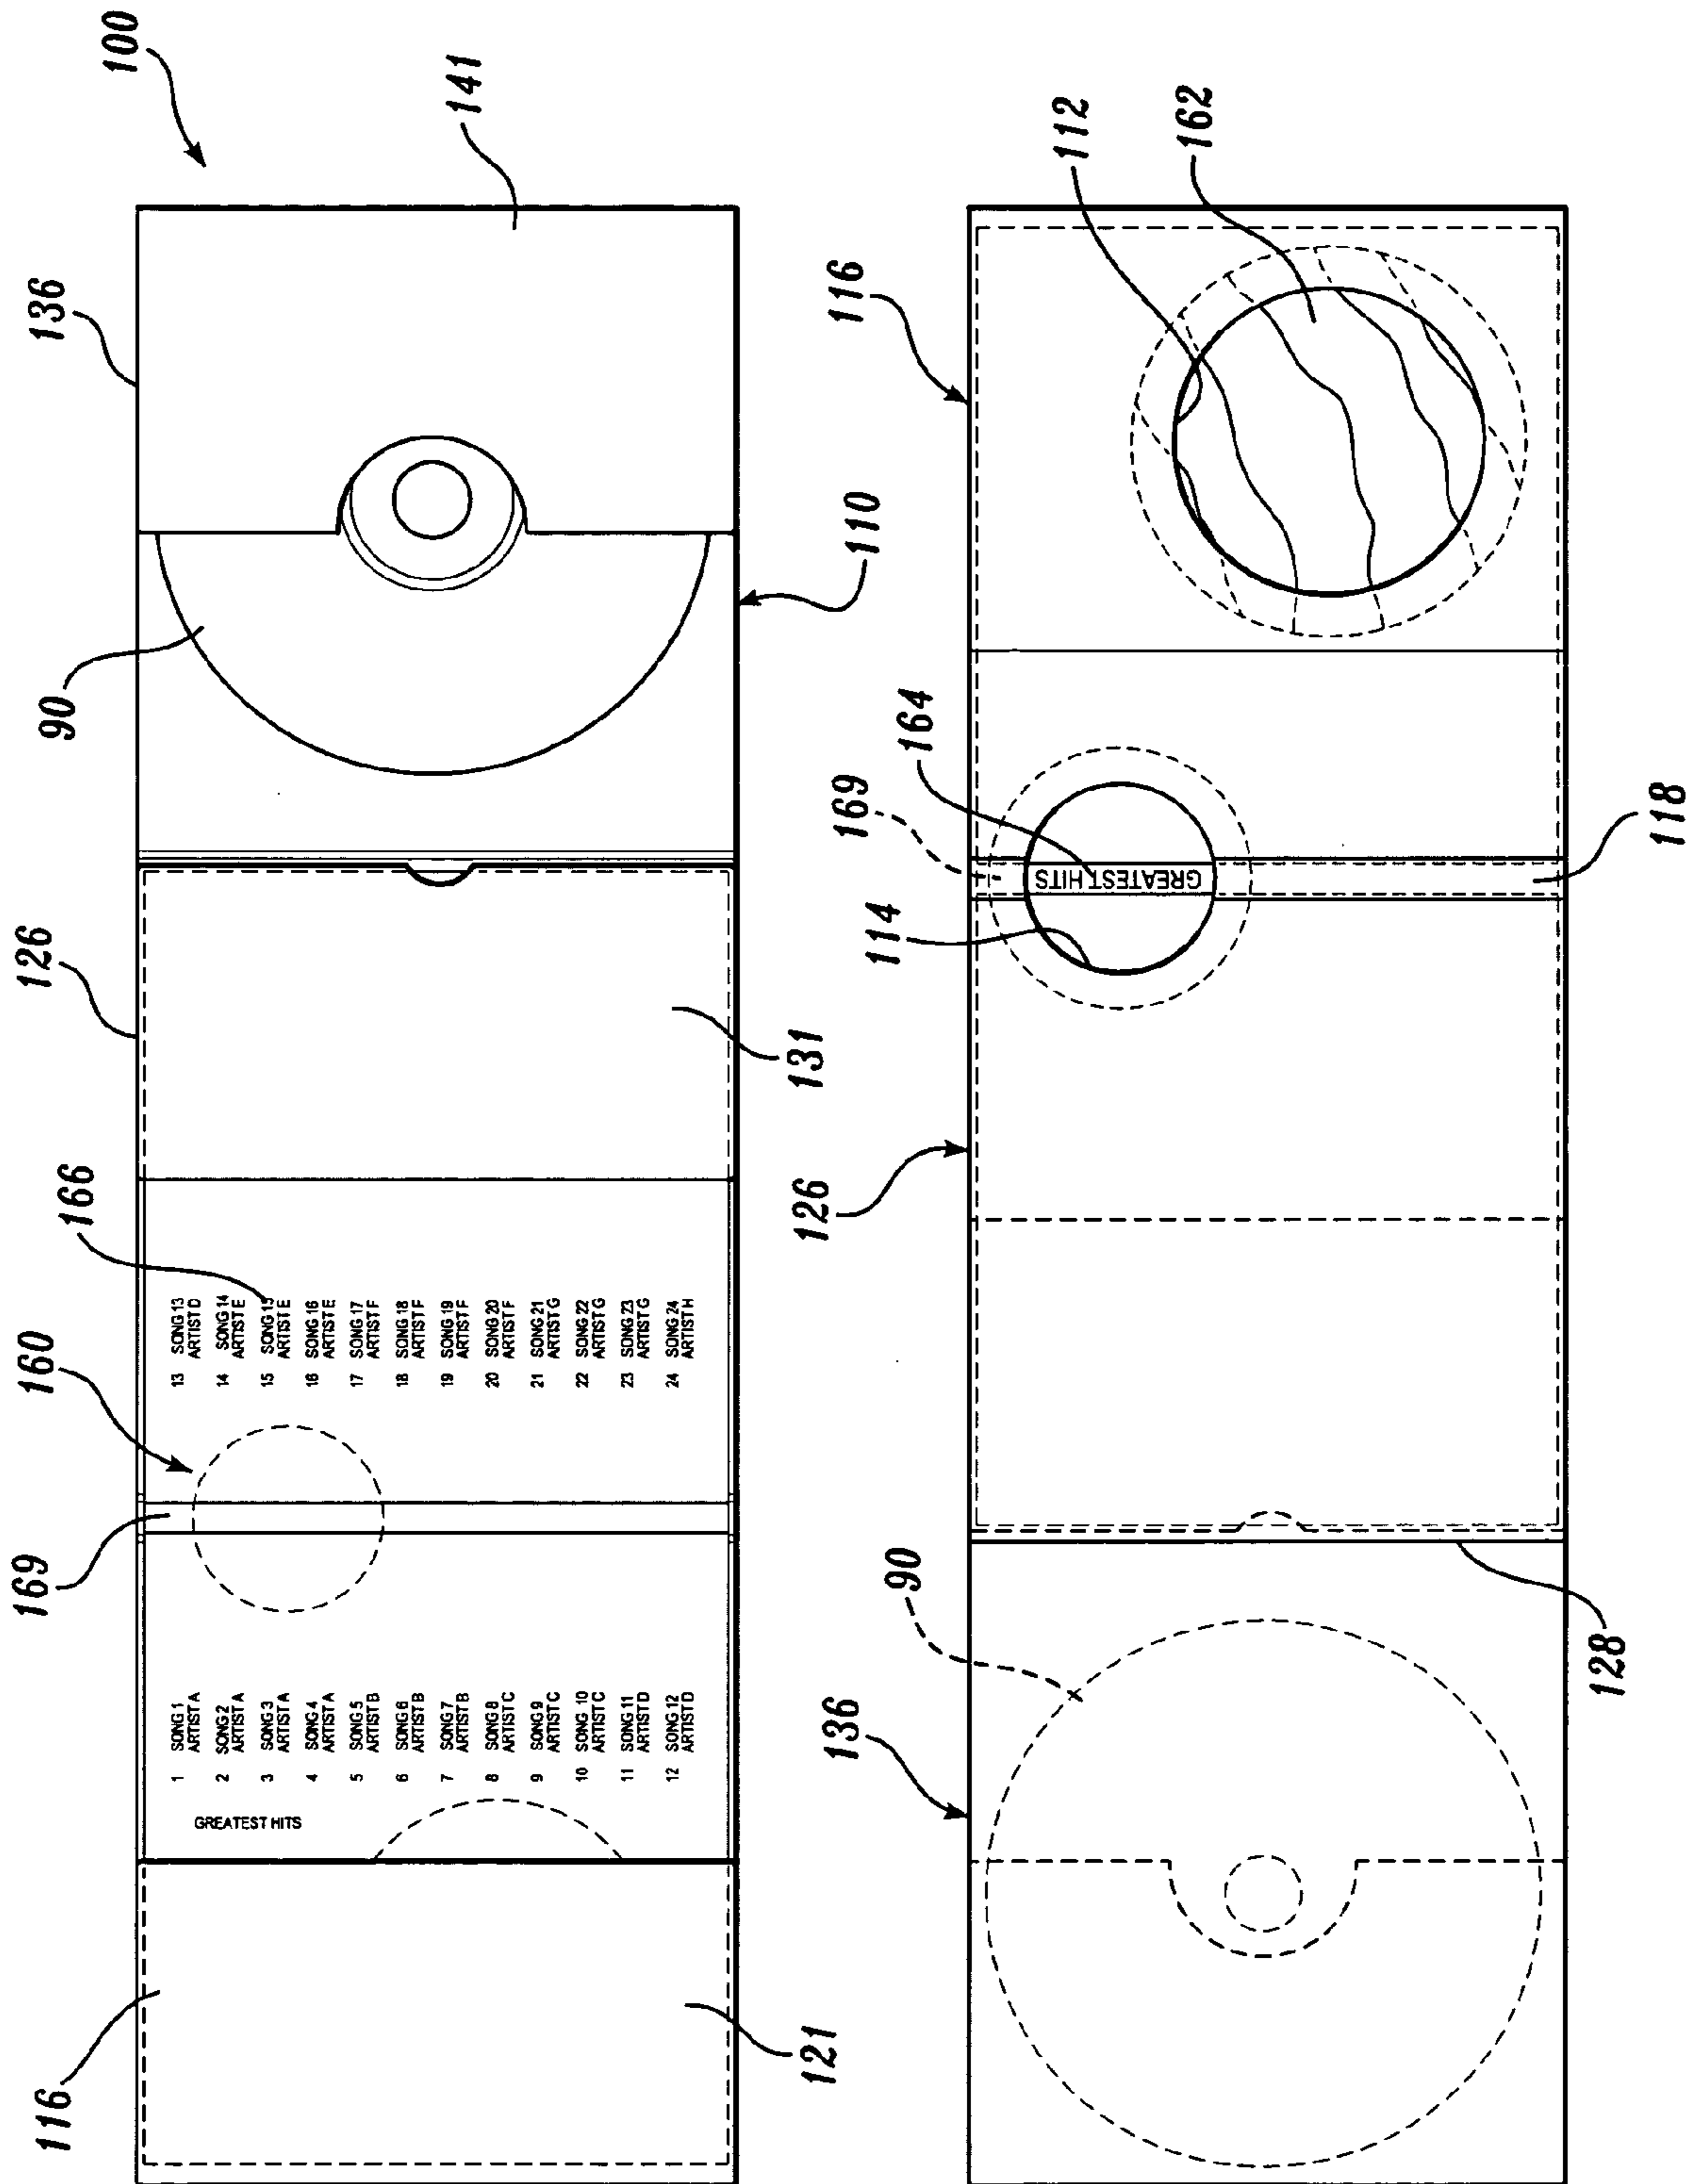 100
136
141
90
110
126
131
166
160
169
116
121
GREATEST HITS
1 SONG 1
ARTIST A
2 SONG 2
ARTIST A
3 SONG 3
ARTIST A
4 SONG 4
ARTIST A
5 SONG 5
ARTIST B
6 SONG 6
ARTIST B
7 SONG 7
ARTIST B
8 SONG 8
ARTIST C
9 SONG 9
ARTIST C
10 SONG 10
ARTIST C
11 SONG 11
ARTIST D
12 SONG 12
ARTIST D
13 SONG 13
ARTIST D
14 SONG 14
ARTIST E
15 SONG 15
ARTIST E
16 SONG 16
ARTIST E
17 SONG 17
ARTIST F
18 SONG 18
ARTIST F
19 SONG 19
ARTIST F
20 SONG 20
ARTIST F
21 SONG 21
ARTIST G
22 SONG 22
ARTIST G
23 SONG 23
ARTIST G
24 SONG 24
ARTIST H
112
162
116
164
169
114
118
GREATEST HITS
126
90
136
128